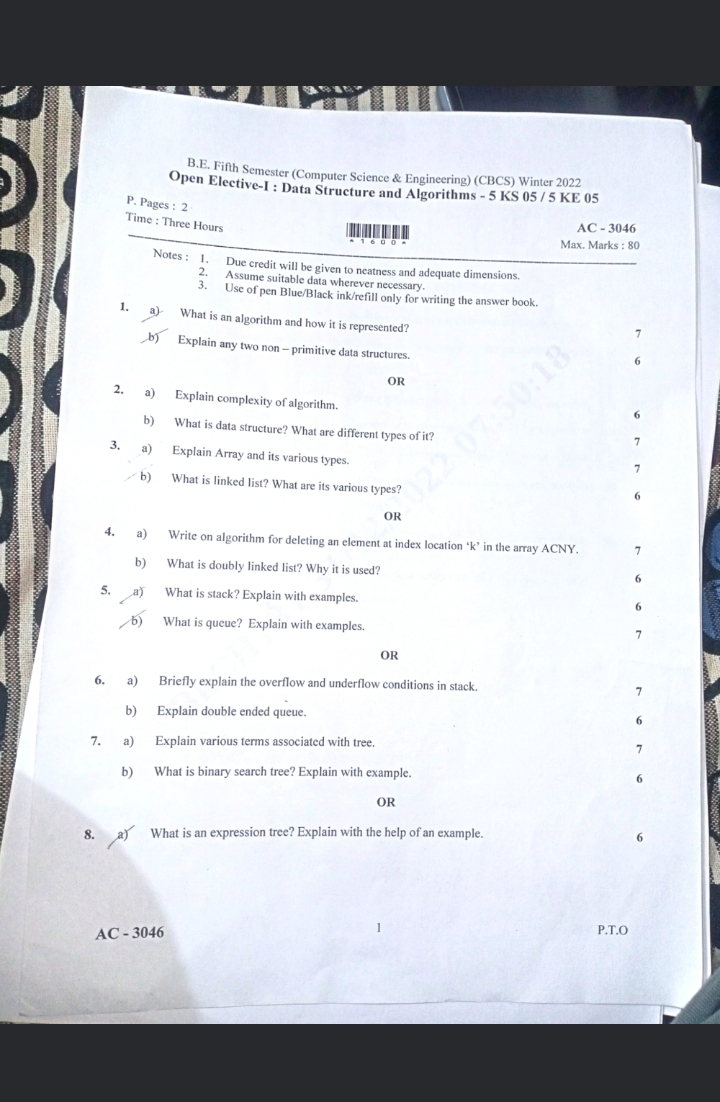 B.E. Fifth Semester (Computer Science & Engineering) (CBCS) Winter 2022
Open Elective-I : Data Structure and Algorithms - 5 KS 05 / 5 KE 05
P. Pages : 2
Time : Three Hours
* 1 6 0 0 *
AC - 3046
Max. Marks : 80
Notes : 1. Due credit will be given to neatness and adequate dimensions.
2. Assume suitable data wherever necessary.
3. Use of pen Blue/Black ink/refill only for writing the answer book.
1. a) What is an algorithm and how it is represented? 7
b) Explain any two non – primitive data structures. 6
OR
2. a) Explain complexity of algorithm. 6
b) What is data structure? What are different types of it? 7
3. a) Explain Array and its various types. 7
b) What is linked list? What are its various types? 6
OR
4. a) Write on algorithm for deleting an element at index location ‘k’ in the array ACNY. 7
b) What is doubly linked list? Why it is used? 6
5. a) What is stack? Explain with examples. 6
b) What is queue? Explain with examples. 7
OR
6. a) Briefly explain the overflow and underflow conditions in stack. 7
b) Explain double ended queue. 6
7. a) Explain various terms associated with tree. 7
b) What is binary search tree? Explain with example. 6
OR
8. a) What is an expression tree? Explain with the help of an example. 6
AC - 3046
1
P.T.O